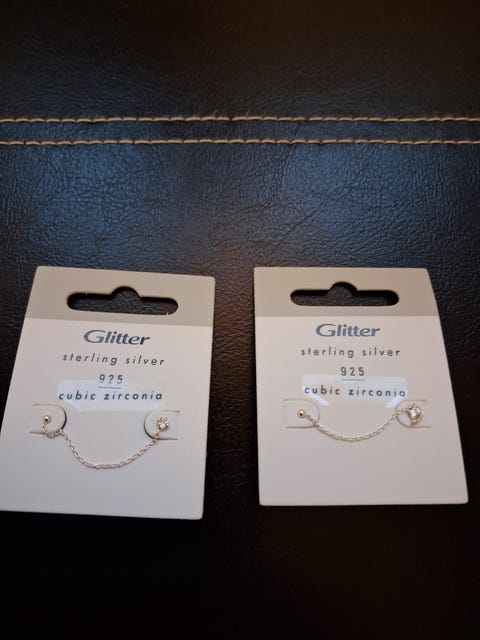 Glitter
sterling silver
925
cubic zirconia
Glitter
sterling silver
925
cubic zirconia